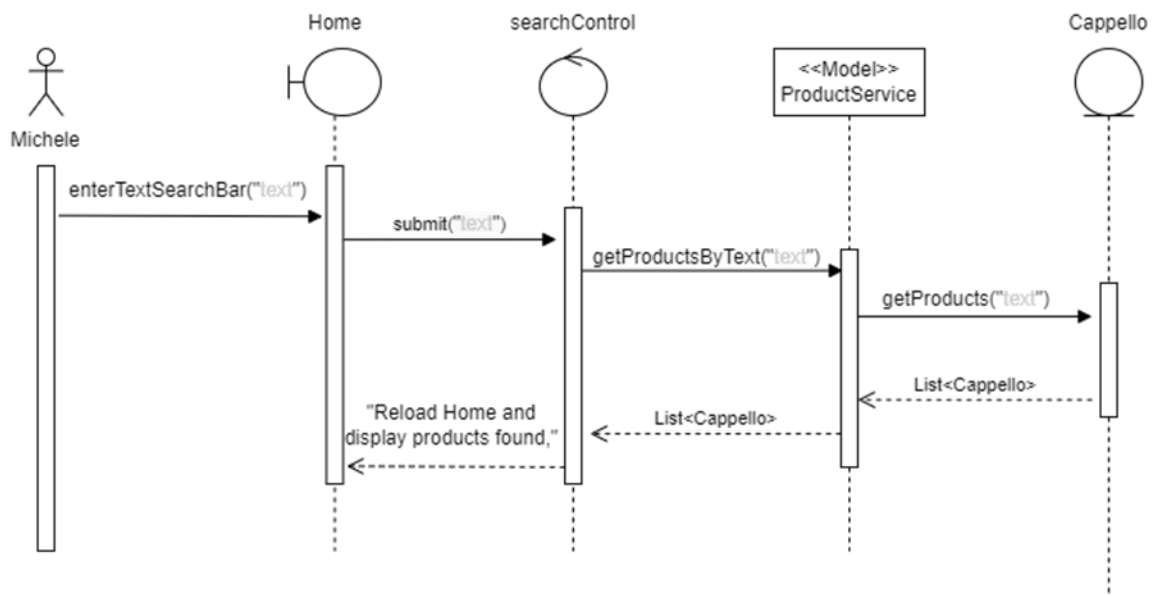 Home
searchControl
Cappello
<<Model>>
ProductService
Michele
enterTextSearchBar("text")
submit("text")
getProductsByText("text")
getProducts("text")
List<Cappello>
List<Cappello>
"Reload Home and
display products found,"